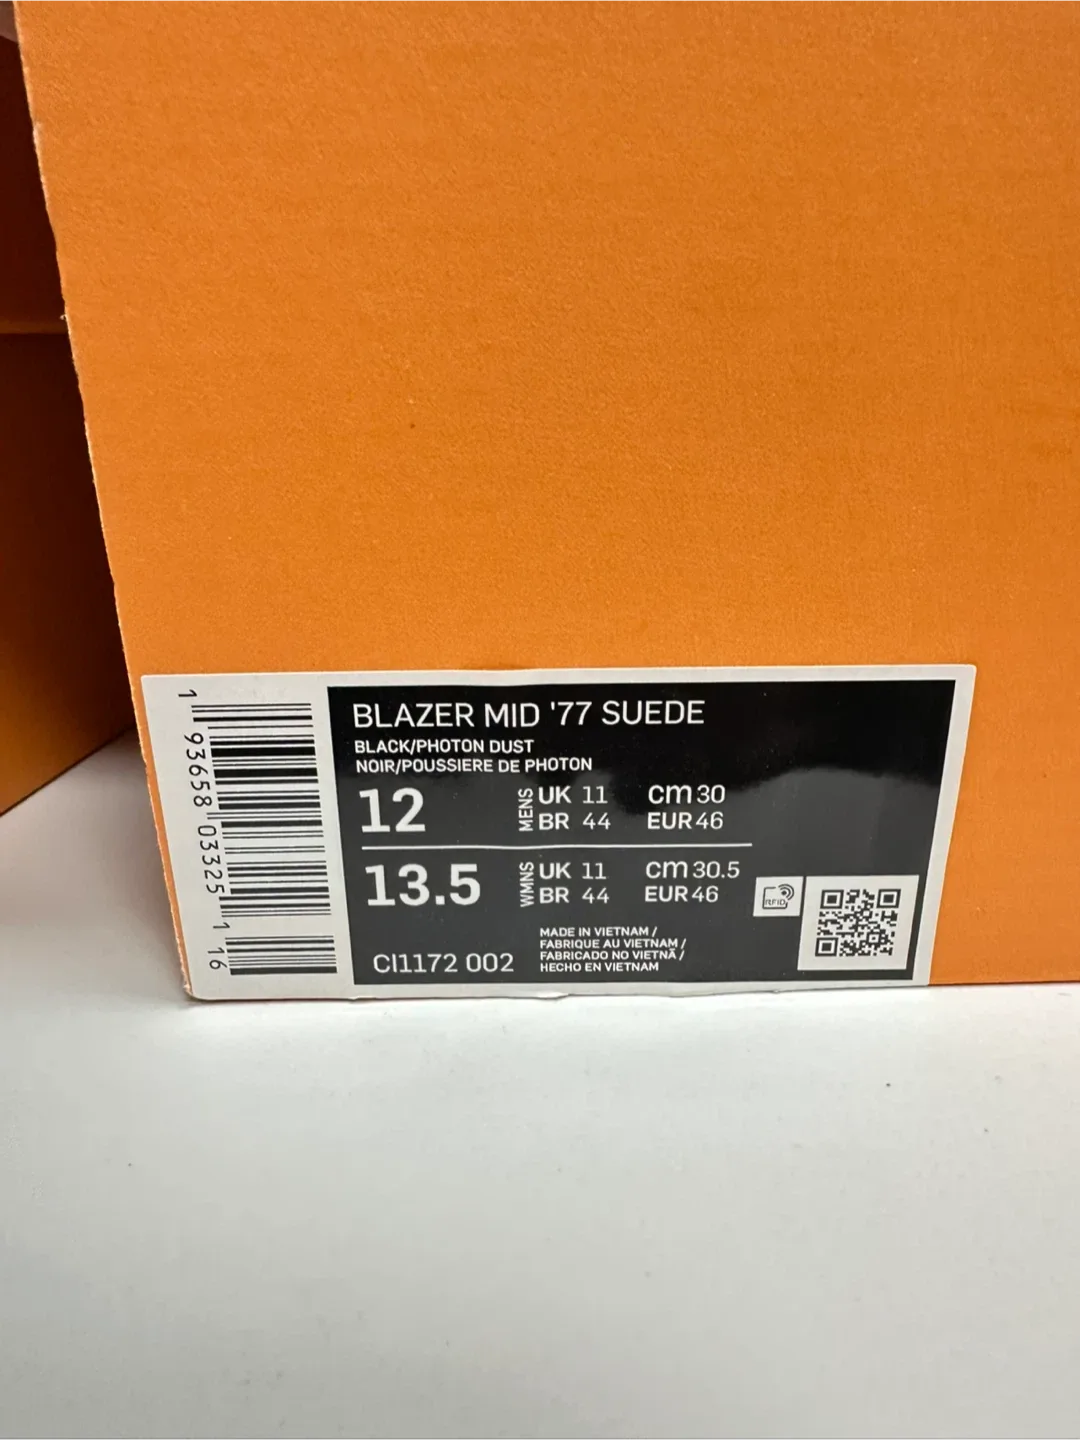 BLAZER MID '77 SUEDE
BLACK/PHOTON DUST
NOIR/POUSSIERE DE PHOTON
12 MENS UK 11 cm 30
BR 44 EUR 46
13.5 WMNS UK 11 cm 30.5
BR 44 EUR 46
RFID
CI1172 002
MADE IN VIETNAM /
FABRIQUE AU VIETNAM /
FABRICADO NO VIETNÃ /
HECHO EN VIETNAM
1 93658 03325 1 16